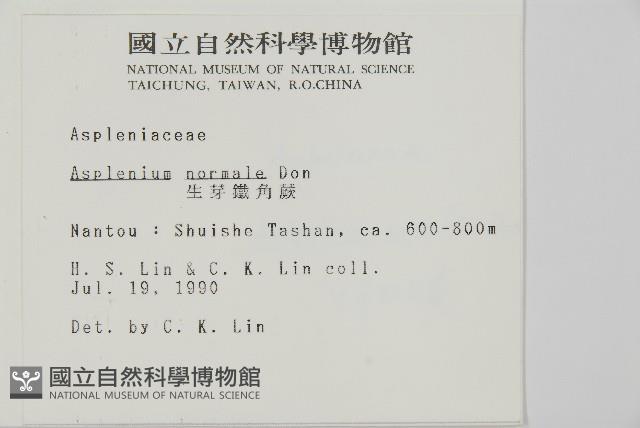 國立自然科學博物館
NATIONAL MUSEUM OF NATURAL SCIENCE
TAICHUNG, TAIWAN, R.O.CHINA
Aspleniaceae
Asplenium normale Don
生芽鐵角蕨
Nantou : Shuishe Tashan, ca. 600-800m
H. S. Lin & C. K. Lin coll.
Jul. 19, 1990
Det. by C. K. Lin
國立自然科學博物館
NATIONAL MUSEUM OF NATURAL SCIENCE